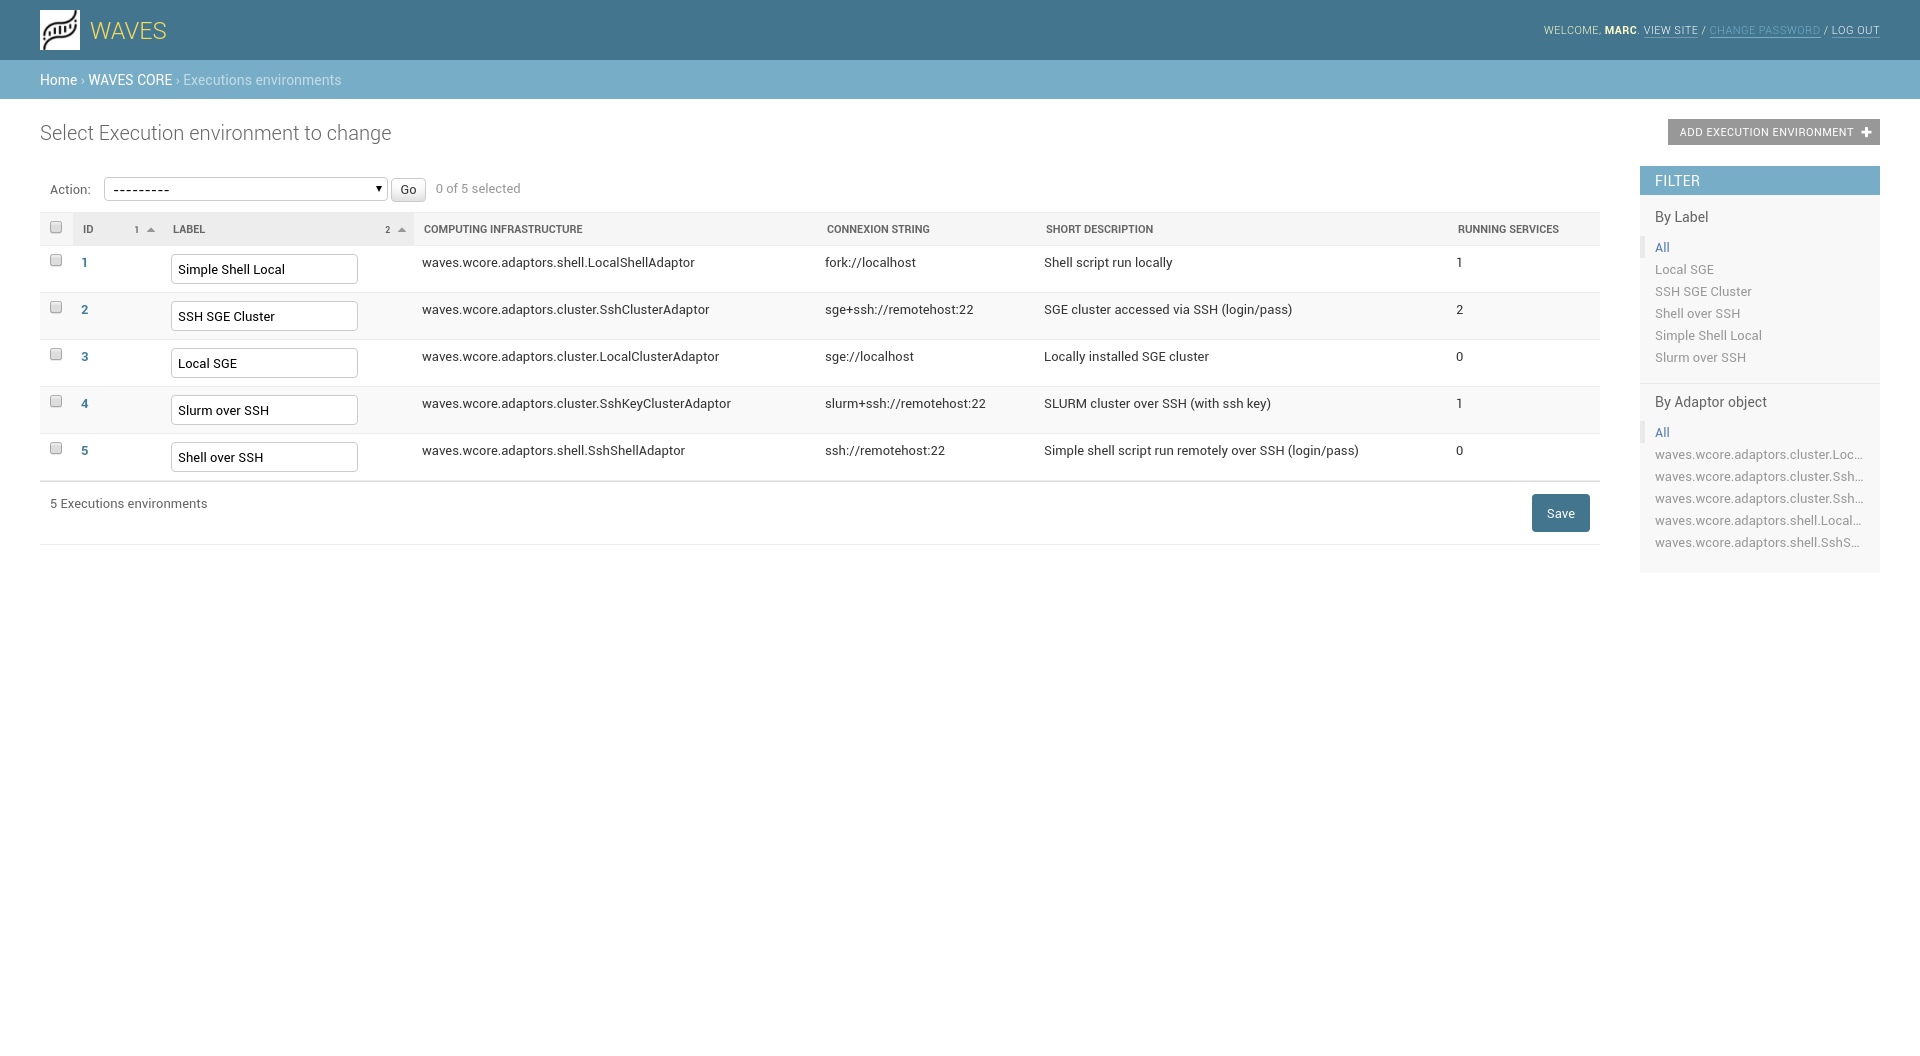 WAVES
WELCOME, MARC. VIEW SITE / CHANGE PASSWORD / LOG OUT
Home › WAVES CORE › Executions environments
Select Execution environment to change
ADD EXECUTION ENVIRONMENT
Action: --------- Go 0 of 5 selected
ID 1 LABEL 2 COMPUTING INFRASTRUCTURE CONNEXION STRING SHORT DESCRIPTION RUNNING SERVICES
1 Simple Shell Local waves.wcore.adaptors.shell.LocalShellAdaptor fork://localhost Shell script run locally 1
2 SSH SGE Cluster waves.wcore.adaptors.cluster.SshClusterAdaptor sge+ssh://remotehost:22 SGE cluster accessed via SSH (login/pass) 2
3 Local SGE waves.wcore.adaptors.cluster.LocalClusterAdaptor sge://localhost Locally installed SGE cluster 0
4 Slurm over SSH waves.wcore.adaptors.cluster.SshKeyClusterAdaptor slurm+ssh://remotehost:22 SLURM cluster over SSH (with ssh key) 1
5 Shell over SSH waves.wcore.adaptors.shell.SshShellAdaptor ssh://remotehost:22 Simple shell script run remotely over SSH (login/pass) 0
5 Executions environments
Save
FILTER
By Label
All
Local SGE
SSH SGE Cluster
Shell over SSH
Simple Shell Local
Slurm over SSH
By Adaptor object
All
waves.wcore.adaptors.cluster.Loc...
waves.wcore.adaptors.cluster.Ssh...
waves.wcore.adaptors.cluster.Ssh...
waves.wcore.adaptors.shell.Local...
waves.wcore.adaptors.shell.SshS...